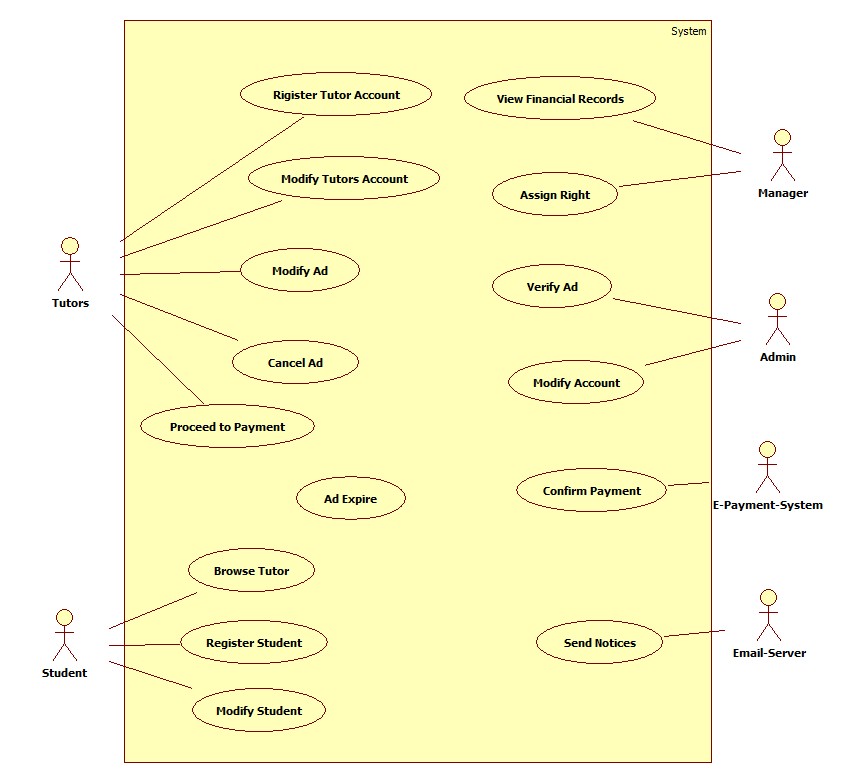 System
Rigister Tutor Account
View Financial Records
Modify Tutors Account
Manager
Assign Right
Modify Ad
Verify Ad
Tutors
Admin
Cancel Ad
Modify Account
Proceed to Payment
Ad Expire
Confirm Payment
E-Payment-System
Browse Tutor
Register Student
Send Notices
Email-Server
Student
Modify Student